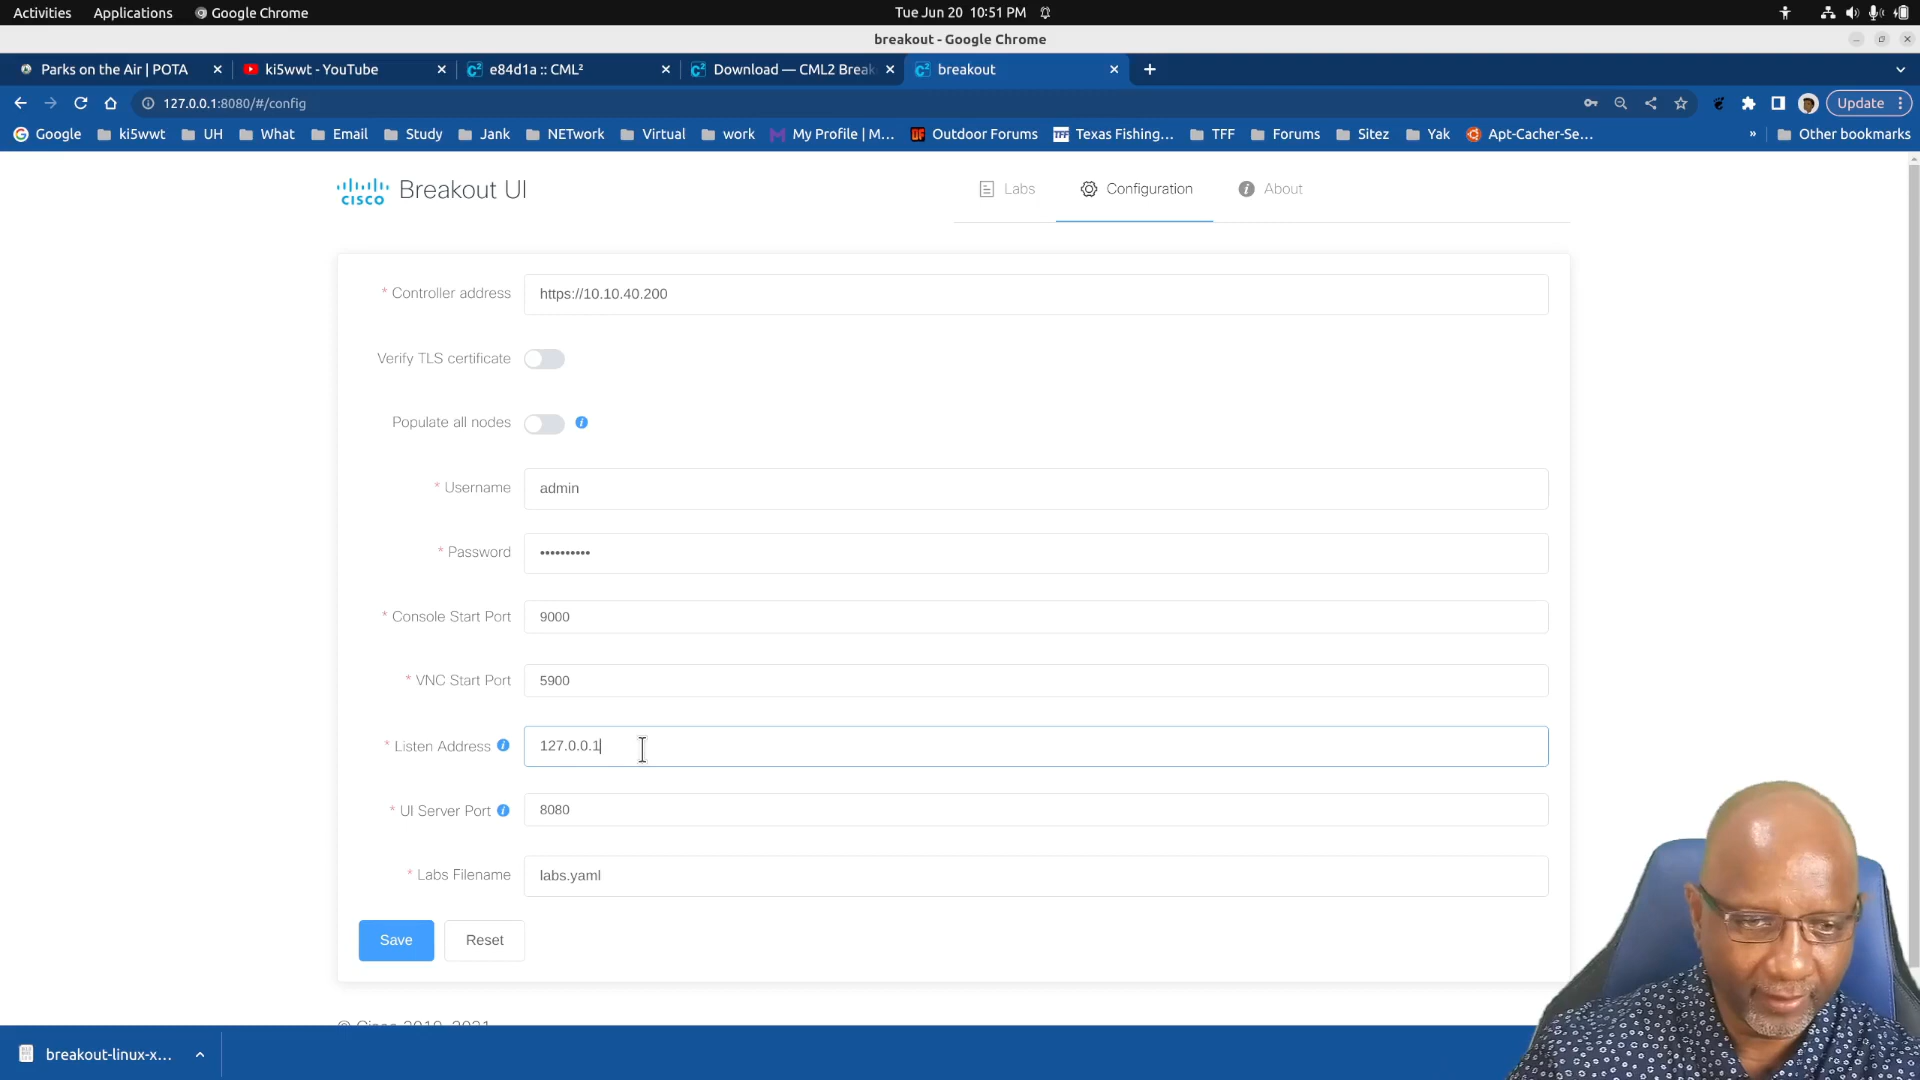 Activities Applications Google Chrome Tue Jun 20 10:51 PM
breakout - Google Chrome
Parks on the Air | POTA ki5wwt - YouTube e84d1a :: CML² Download — CML2 Break breakout
127.0.0.1:8080/#/config Update
Google ki5wwt UH What Email Study Jank NETwork Virtual work My Profile | M... Outdoor Forums Texas Fishing,... TFF Forums Sitez Yak Apt-Cacher-Se... » Other bookmarks
CISCO Breakout UI Labs Configuration About
* Controller address https://10.10.40.200
Verify TLS certificate
Populate all nodes
* Username admin
* Password ••••••••••
* Console Start Port 9000
* VNC Start Port 5900
* Listen Address 127.0.0.1
* UI Server Port 8080
* Labs Filename labs.yaml
Save Reset
© Cisco 2019-2021
breakout-linux-x...